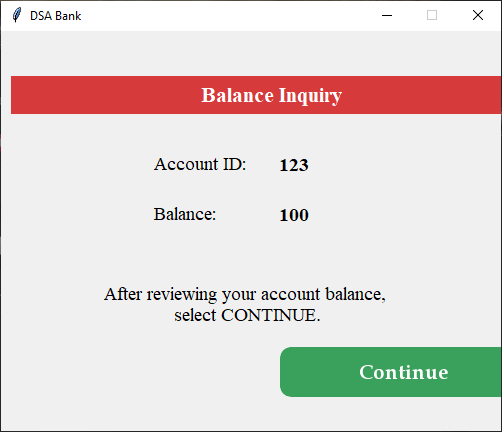 DSA Bank
Balance Inquiry
Account ID: 123
Balance: 100
After reviewing your account balance,
select CONTINUE.
Continue